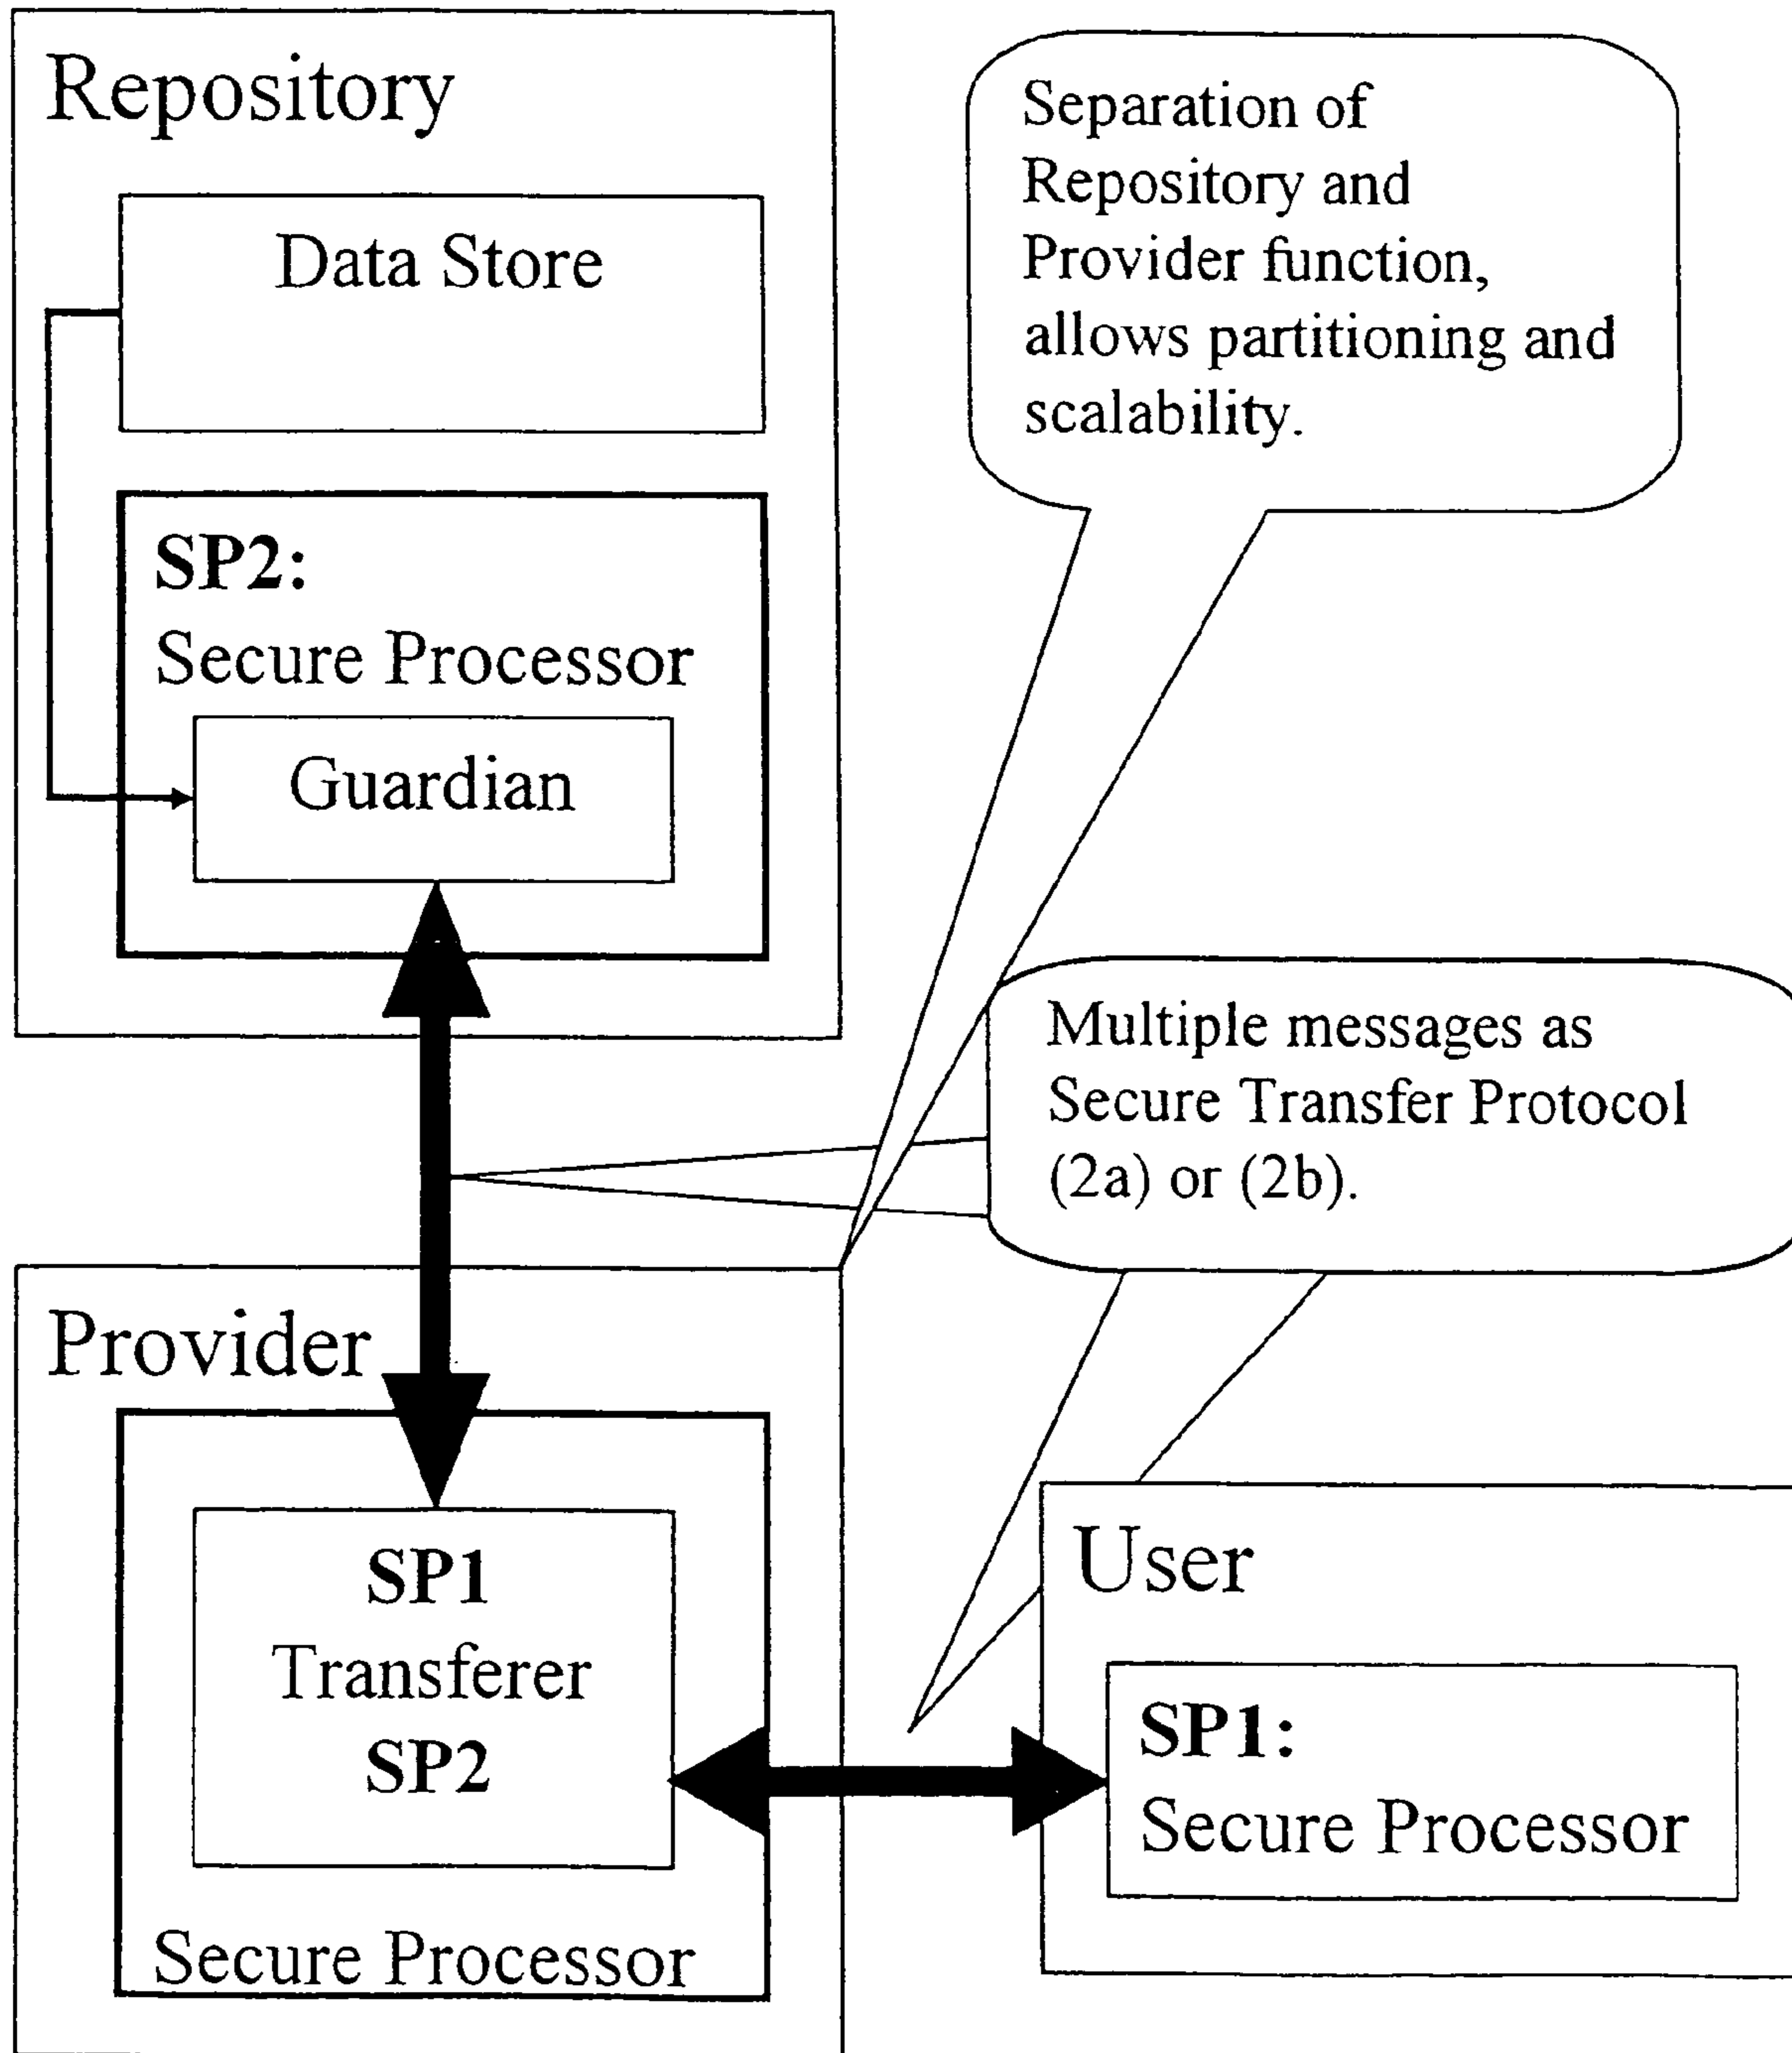 Repository
Data Store
SP2:
Secure Processor
Guardian
Separation of
Repository and
Provider function,
allows partitioning and
scalability.
Multiple messages as
Secure Transfer Protocol
(2a) or (2b).
Provider
SP1
Transferer
SP2
Secure Processor
User
SP1:
Secure Processor